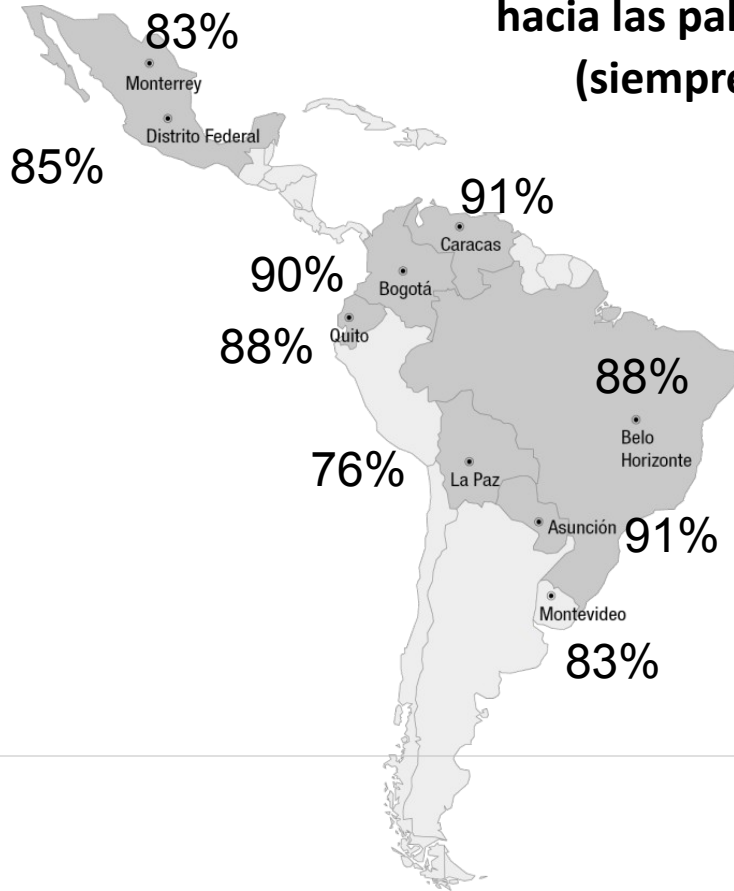 hacia las
(siempre
83%
Monterrey
Distrito Federal
85%
91%
Caracas
90%
Bogotá
88%
Quito
88%
Belo
Horizonte
76%
La Paz
Asunción
91%
Montevideo
83%